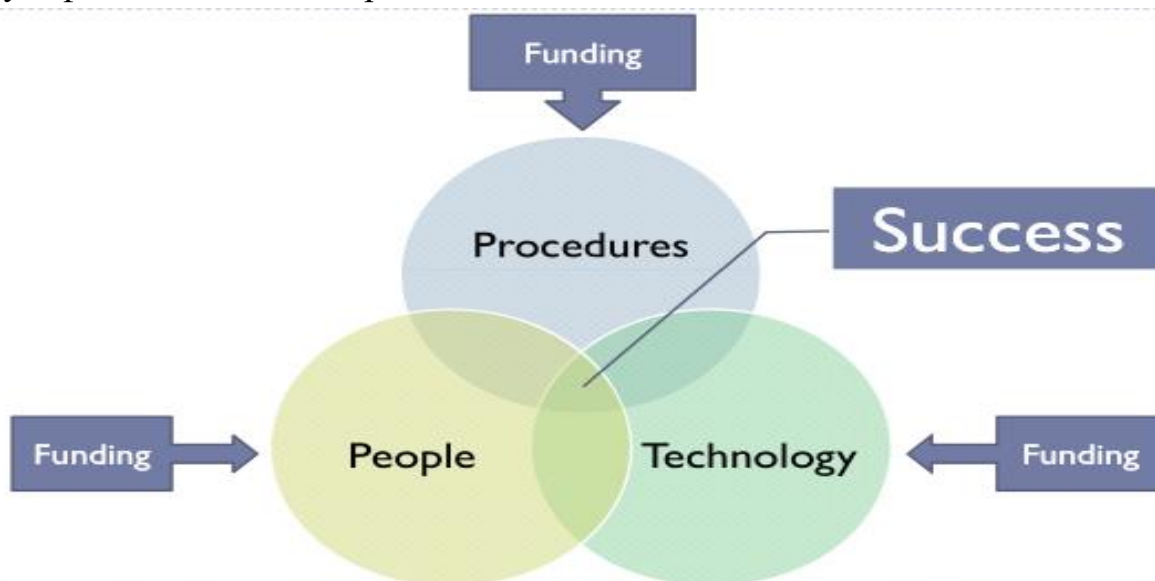 Funding
Procedures
Success
People
Technology
Funding
Funding